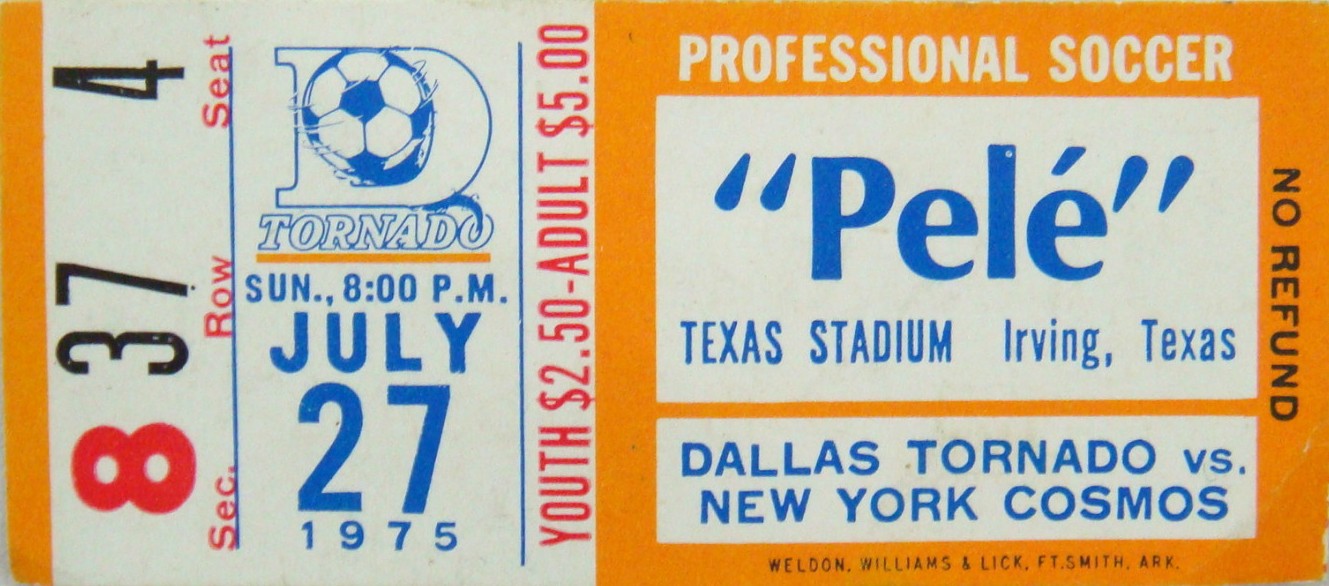 8 37 4
Sec. Row Seat
D
TORNADO
SUN., 8:00 P.M.
JULY
27
1975
YOUTH $2.50-ADULT $5.00
PROFESSIONAL SOCCER
“Pelé”
TEXAS STADIUM Irving, Texas
DALLAS TORNADO vs.
NEW YORK COSMOS
NO REFUND
WELDON, WILLIAMS & LICK, FT.SMITH, ARK.